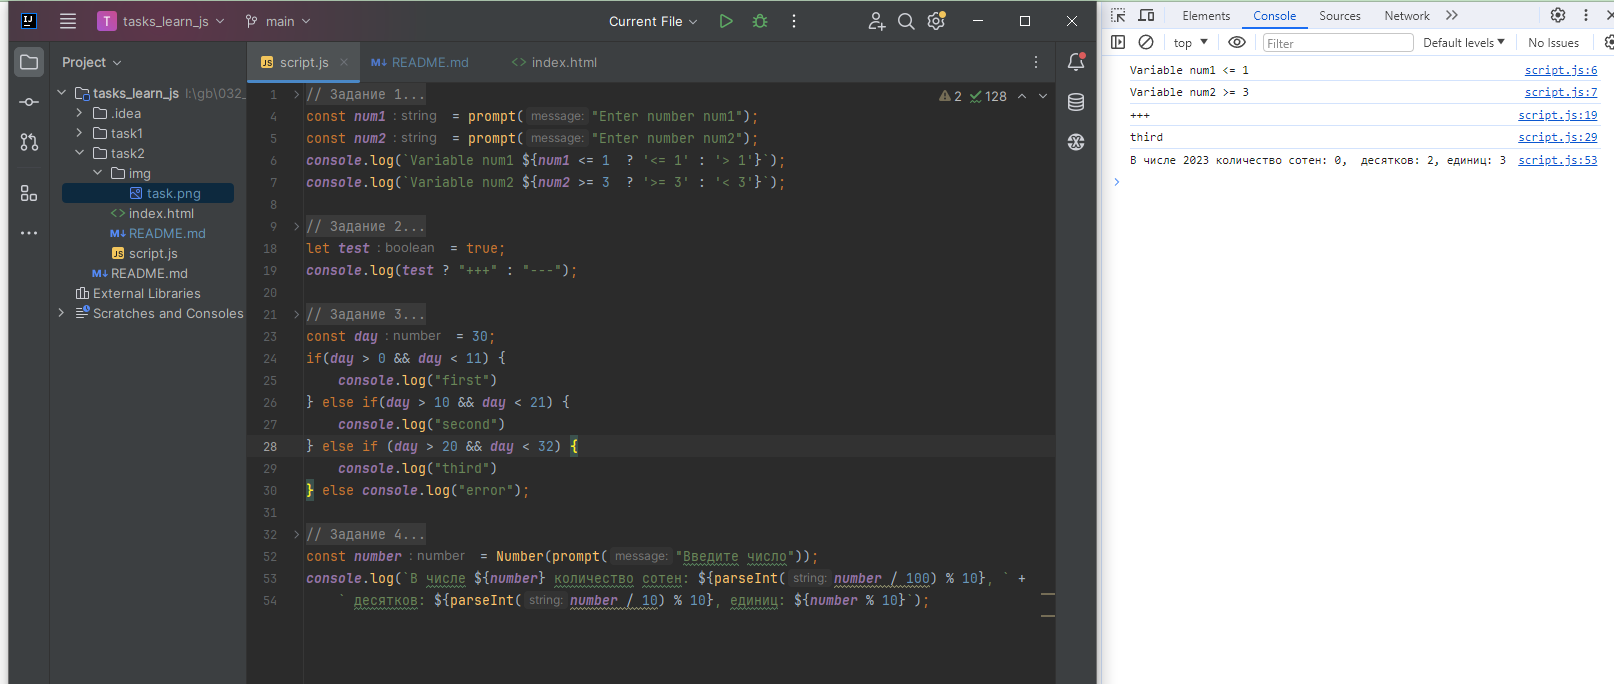 IJ T tasks_learn_js main Current File
Project
tasks_learn_js I:\gb\032_
.idea
task1
task2
img
task.png
<> index.html
M↓ README.md
JS script.js
M↓ README.md
External Libraries
Scratches and Consoles
JS script.js × M↓ README.md <> index.html
2 128
1 // Задание 1...
4 const num1 : string = prompt( message: "Enter number num1");
5 const num2 : string = prompt( message: "Enter number num2");
6 console.log(`Variable num1 ${num1 <= 1 ? '<= 1' : '> 1'}`);
7 console.log(`Variable num2 ${num2 >= 3 ? '>= 3' : '< 3'}`);
8
9 // Задание 2...
18 let test : boolean = true;
19 console.log(test ? "+++" : "---");
20
21 // Задание 3...
23 const day : number = 30;
24 if(day > 0 && day < 11) {
25 console.log("first")
26 } else if(day > 10 && day < 21) {
27 console.log("second")
28 } else if (day > 20 && day < 32) {
29 console.log("third")
30 } else console.log("error");
31
32 // Задание 4...
52 const number : number = Number(prompt( message: "Введите число"));
53 console.log(`В числе ${number} количество сотен: ${parseInt( string: number / 100) % 10}, ` +
54 ` десятков: ${parseInt( string: number / 10) % 10}, единиц: ${number % 10}`);
Elements Console Sources Network
top Filter Default levels No Issues
Variable num1 <= 1 script.js:6
Variable num2 >= 3 script.js:7
+++ script.js:19
third script.js:29
В числе 2023 количество сотен: 0, десятков: 2, единиц: 3 script.js:53